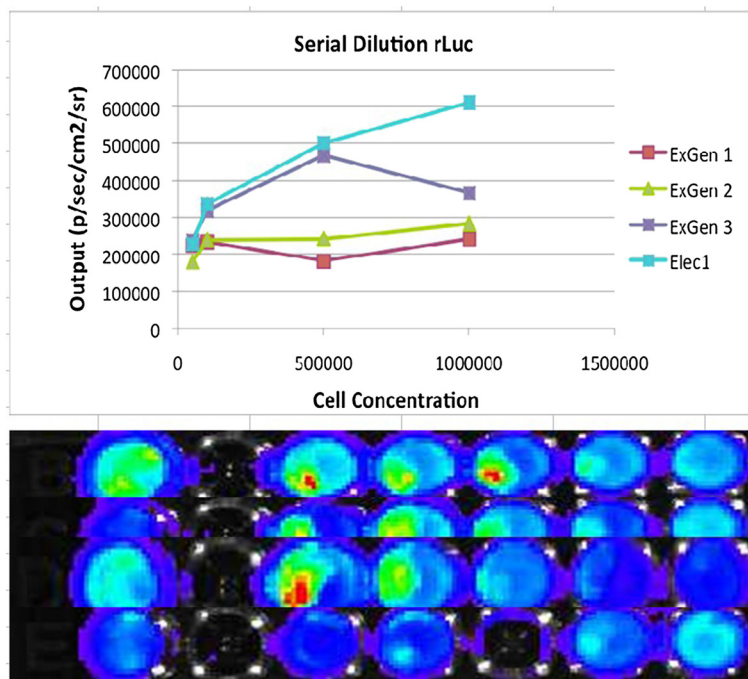 Serial Dilution rLuc
700000
600000
500000
400000
300000
200000
100000
0
Output (p/sec/cm2/sr)
0 500000 1000000 1500000
Cell Concentration
ExGen 1
ExGen 2
ExGen 3
Elec1
B
D
E